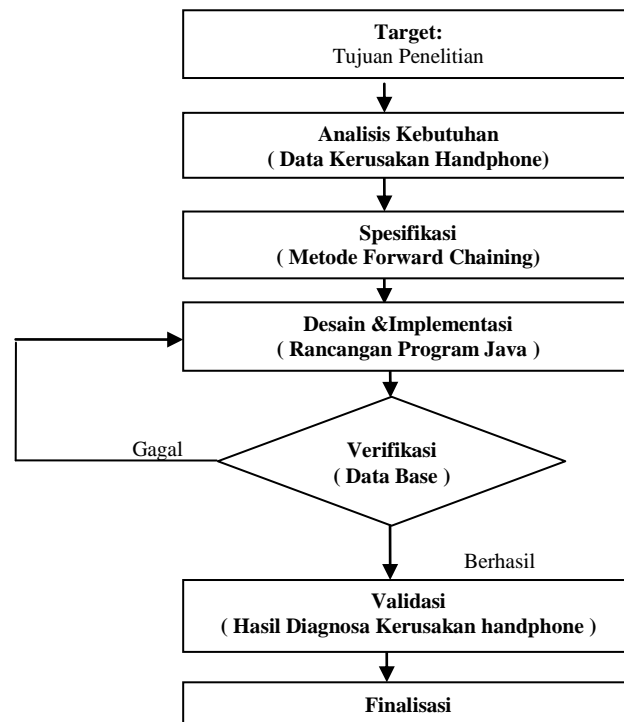 Target:
Tujuan Penelitian
Analisis Kebutuhan
( Data Kerusakan Handphone)
Spesifikasi
( Metode Forward Chaining)
Desain &Implementasi
( Rancangan Program Java )
Gagal
Verifikasi
( Data Base )
Berhasil
Validasi
( Hasil Diagnosa Kerusakan handphone )
Finalisasi